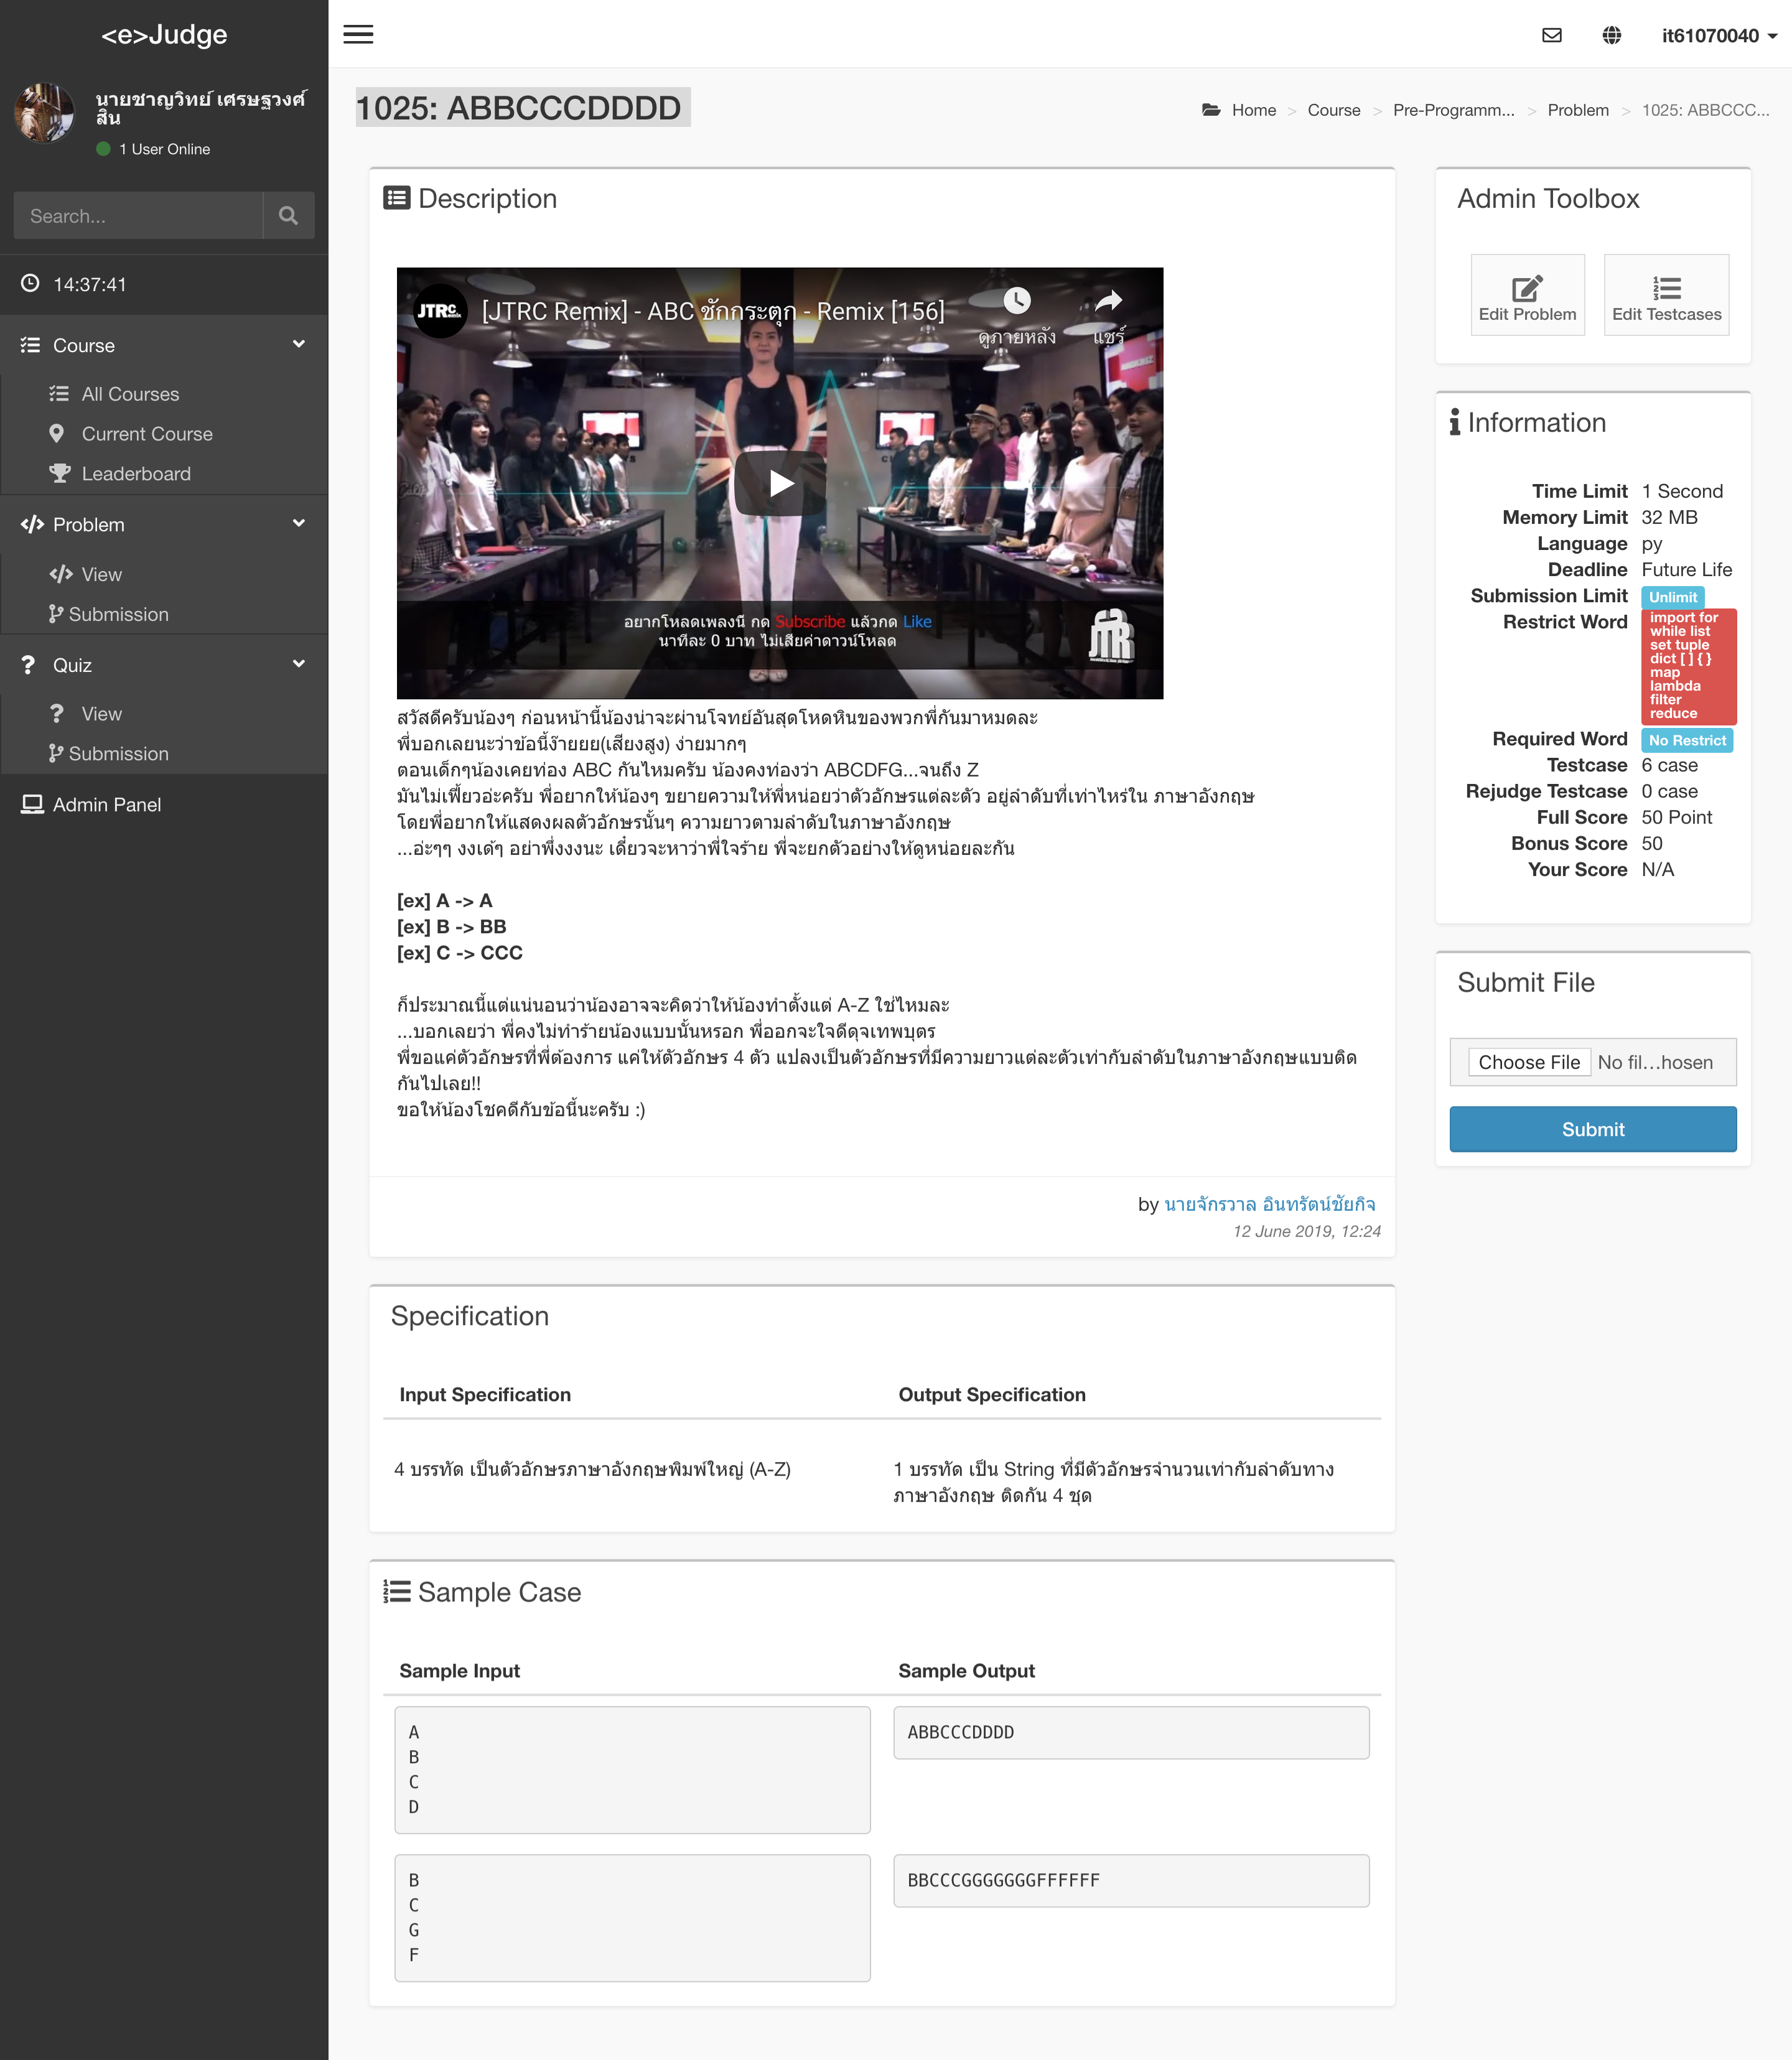 <e>Judge
it61070040
นายชาญวิทย์ เศรษฐวงศ์
สิน
1 User Online
Search...
14:37:41
Course
All Courses
Current Course
Leaderboard
Problem
View
Submission
Quiz
View
Submission
Admin Panel
1025: ABBCCCDDDD
Home > Course > Pre-Programm... > Problem > 1025: ABBCCC...
Description
JTRC
[JTRC Remix] - ABC ชักกระตุก - Remix [156]
ดูภายหลัง
แชร์
อยากโหลดเพลงนี้ กด Subscribe แล้วกด Like
นาทีละ 0 บาท ไม่เสียค่าดาวน์โหลด
JTR
สวัสดีครับน้องๆ ก่อนหน้านี้น้องน่าจะผ่านโจทย์อันสุดโหดหินของพวกพี่กันมาหมดละ
พี่บอกเลยนะว่าข้อนี้ง๊ายยย(เสียงสูง) ง่ายมากๆ
ตอนเด็กๆน้องเคยท่อง ABC กันไหมครับ น้องคงท่องว่า ABCDFG...จนถึง Z
มันไม่เฟี้ยวอ่ะครับ พี่อยากให้น้องๆ ขยายความให้พี่หน่อยว่าตัวอักษรแต่ละตัว อยู่ลำดับที่เท่าไหร่ใน ภาษาอังกฤษ
โดยพี่อยากให้แสดงผลตัวอักษรนั้นๆ ความยาวตามลำดับในภาษาอังกฤษ
...อ่ะๆๆ งงเด้ๆ อย่าพึ่งงงนะ เดี๋ยวจะหาว่าพี่ใจร้าย พี่จะยกตัวอย่างให้ดูหน่อยละกัน
[ex] A -> A
[ex] B -> BB
[ex] C -> CCC
ก็ประมาณนี้แต่แน่นอนว่าน้องอาจจะคิดว่าให้น้องทำตั้งแต่ A-Z ใช่ไหมละ
...บอกเลยว่า พี่คงไม่ทำร้ายน้องแบบนั้นหรอก พี่ออกจะใจดีดุจเทพบุตร
พี่ขอแค่ตัวอักษรที่พี่ต้องการ แค่ให้ตัวอักษร 4 ตัว แปลงเป็นตัวอักษรที่มีความยาวแต่ละตัวเท่ากับลำดับในภาษาอังกฤษแบบติด
กันไปเลย!!
ขอให้น้องโชคดีกับข้อนี้นะครับ :)
by นายจักรวาล อินทรัตน์ชัยกิจ
12 June 2019, 12:24
Specification
Input Specification
Output Specification
4 บรรทัด เป็นตัวอักษรภาษาอังกฤษพิมพ์ใหญ่ (A-Z)
1 บรรทัด เป็น String ที่มีตัวอักษรจำนวนเท่ากับลำดับทาง
ภาษาอังกฤษ ติดกัน 4 ชุด
Sample Case
Sample Input
Sample Output
A
B
C
D
ABBCCCDDDD
B
C
G
F
BBCCCGGGGGGGFFFFFF
Admin Toolbox
Edit Problem
Edit Testcases
Information
Time Limit 1 Second
Memory Limit 32 MB
Language py
Deadline Future Life
Submission Limit Unlimit
Restrict Word import for
while list
set tuple
dict [ ] { }
map
lambda
filter
reduce
Required Word No Restrict
Testcase 6 case
Rejudge Testcase 0 case
Full Score 50 Point
Bonus Score 50
Your Score N/A
Submit File
Choose File No fil...hosen
Submit